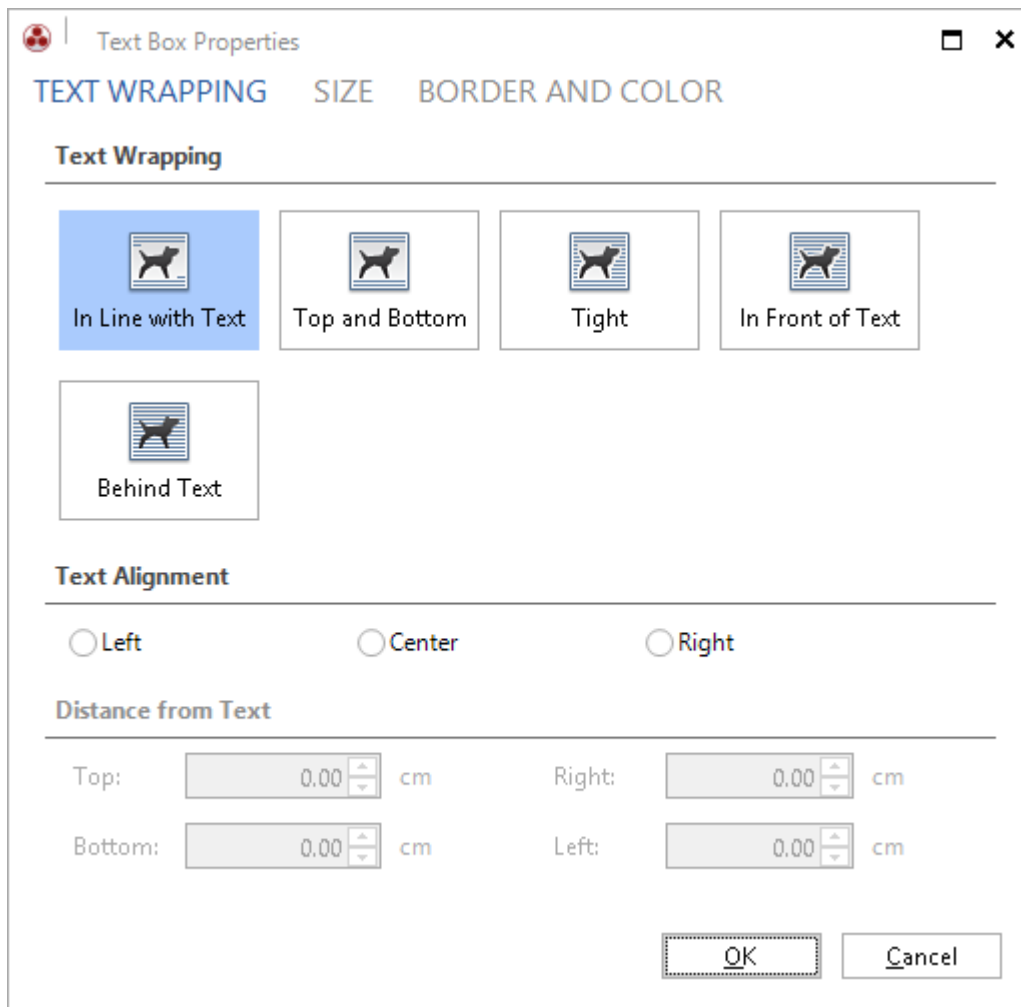 Text Box Properties
TEXT WRAPPING SIZE BORDER AND COLOR
Text Wrapping
In Line with Text Top and Bottom Tight In Front of Text
Behind Text
Text Alignment
Left Center Right
Distance from Text
Top: 0.00 cm Right: 0.00 cm
Bottom: 0.00 cm Left: 0.00 cm
OK Cancel